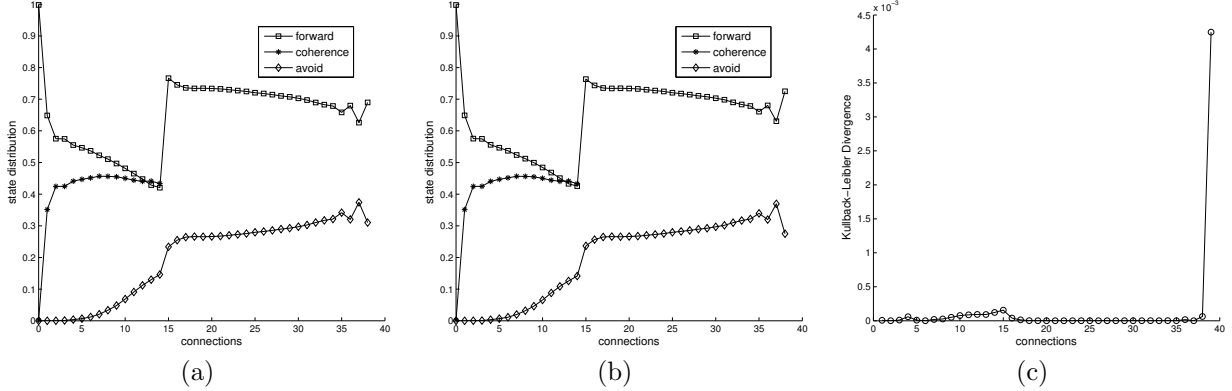 1
0.9
0.8
0.7
0.6
0.5
0.4
0.3
0.2
0.1
0
state distribution
forward
coherence
avoid
0 5 10 15 20 25 30 35 40
connections
(a)
1
0.9
0.8
0.7
0.6
0.5
0.4
0.3
0.2
0.1
0
state distribution
forward
coherence
avoid
0 5 10 15 20 25 30 35 40
connections
(b)
x 10⁻³
4.5
4
3.5
3
2.5
2
1.5
1
0.5
0
Kullback−Leibler Divergence
0 5 10 15 20 25 30 35 40
connections
(c)